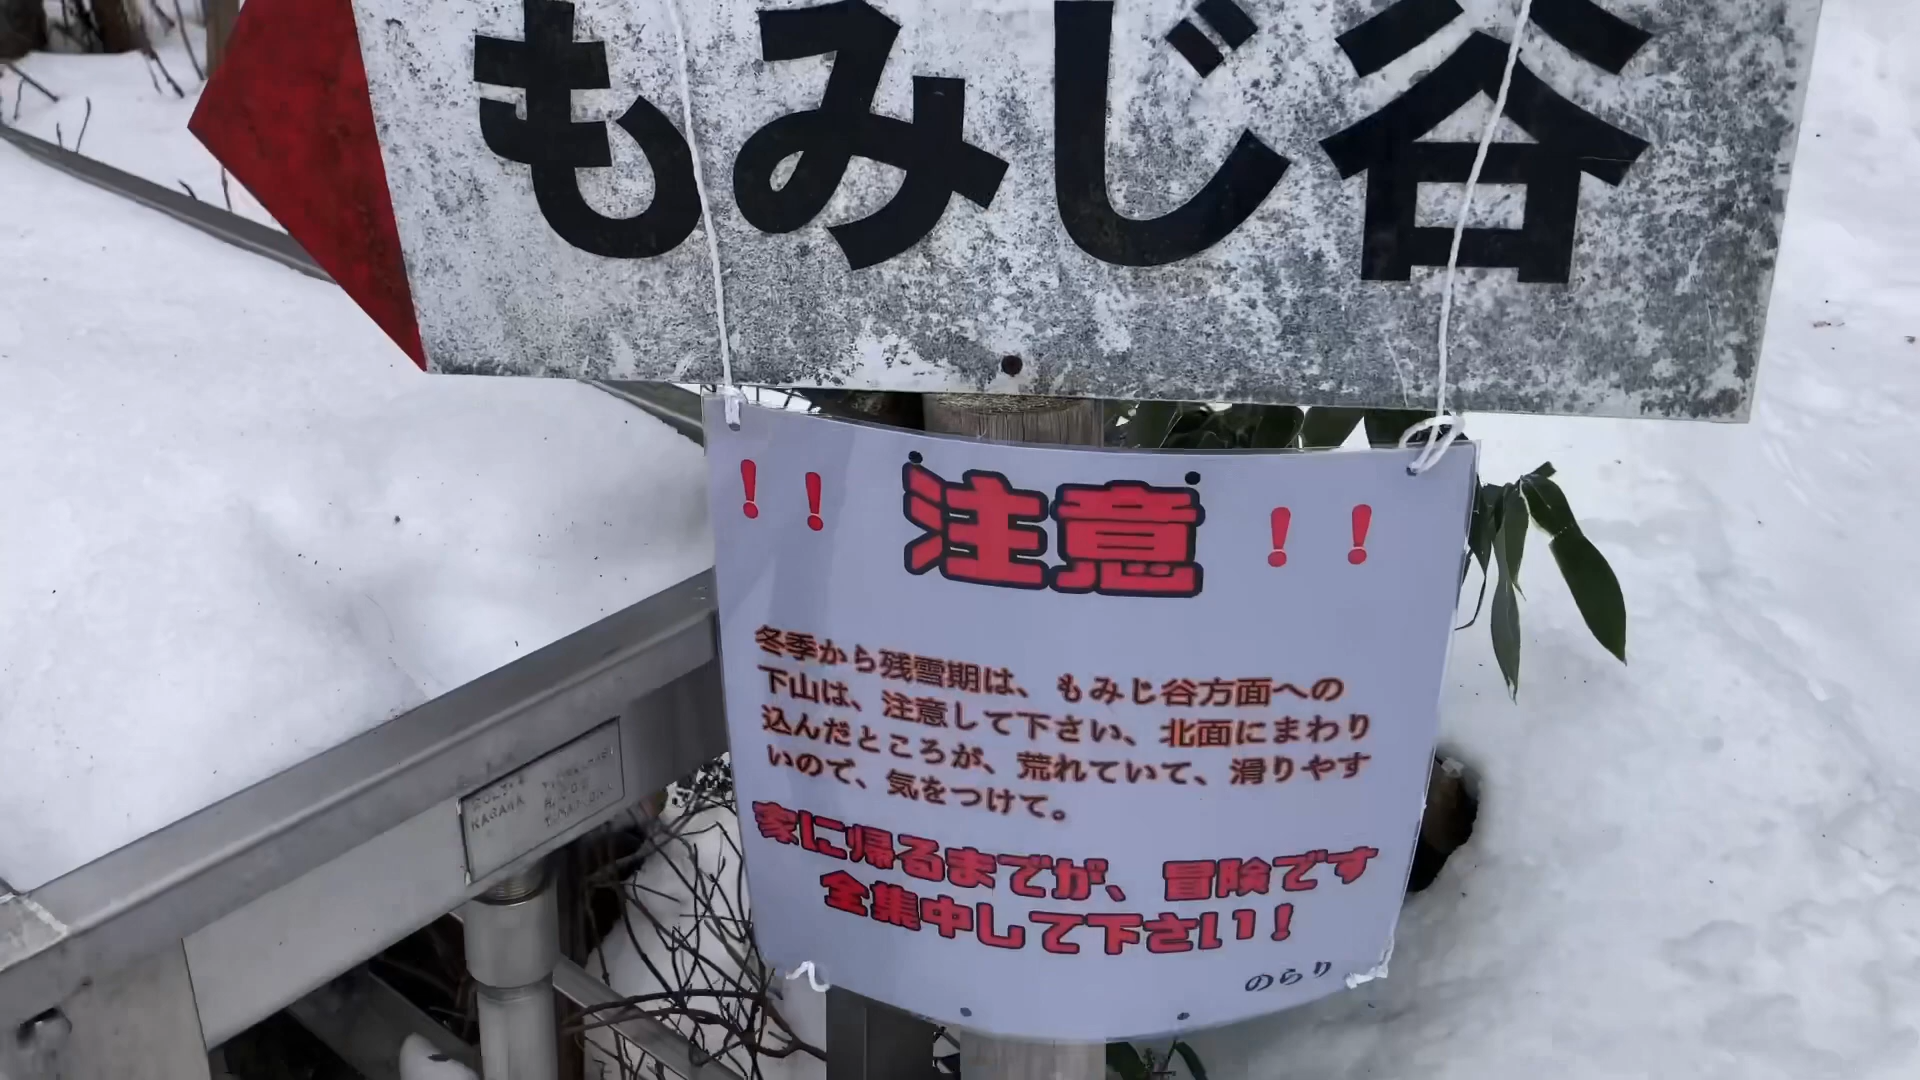 もみじ谷
!! 注意 !!
冬季から残雪期は、もみじ谷方面への
下山は、注意して下さい、北面にまわり
込んだところが、荒れていて、滑りやす
いので、気をつけて。
家に帰るまでが、冒険です
全集中して下さい!
のらり
KAGAWA